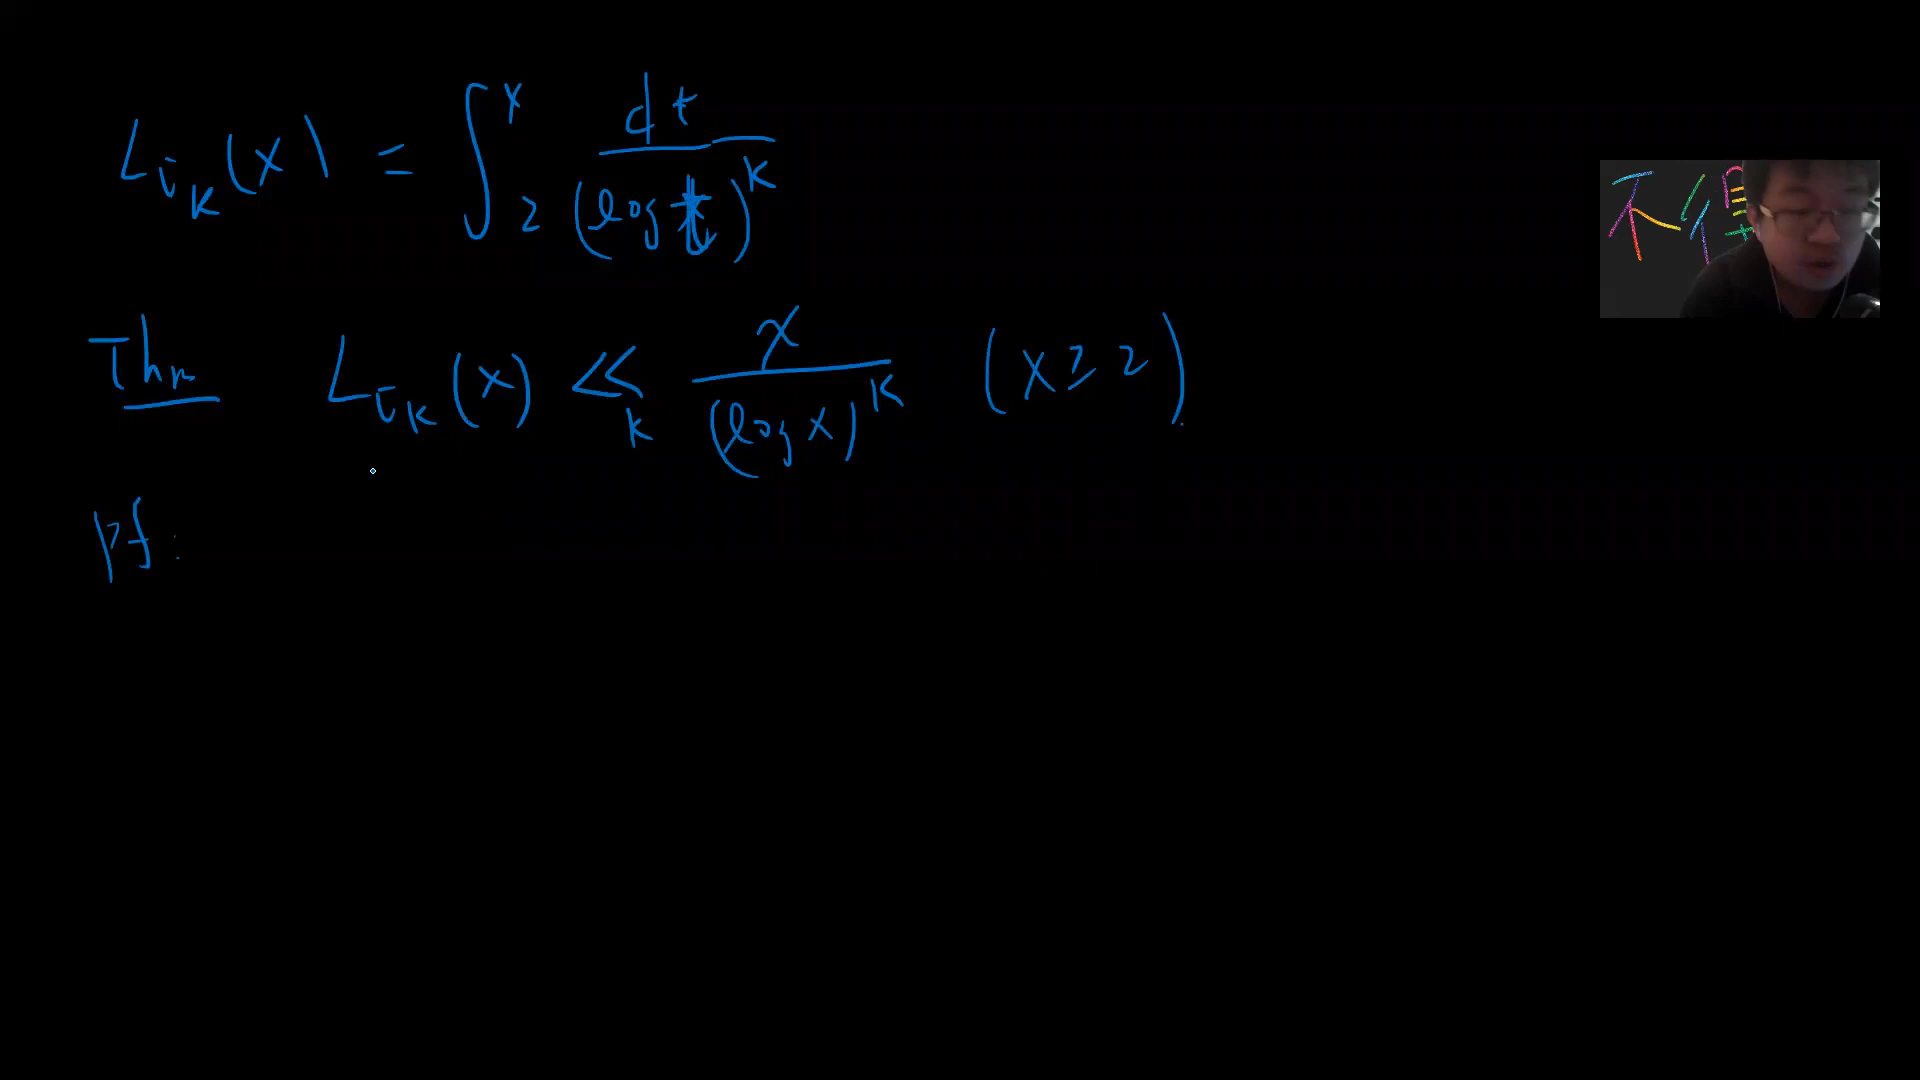 Li_k(x) = ∫_2^x dt/(log t)^k
Thm Li_k(x) ≪_k x/(log x)^k (x ≥ 2).
Pf:
不得